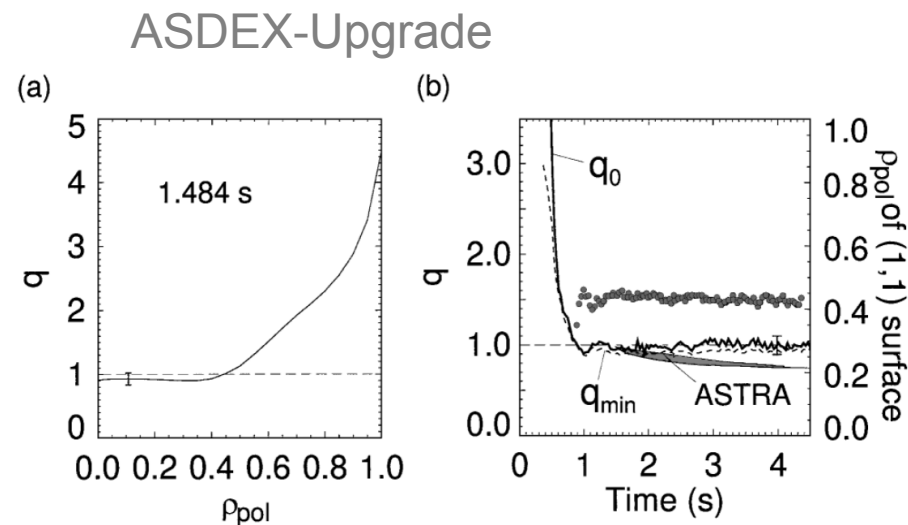 ASDEX-Upgrade
(a)
5
4
3
2
1
0
q
1.484 s
0.0 0.2 0.4 0.6 0.8 1.0
ρpol
(b)
3.0
2.0
1.0
0.0
q
q0
qmin
ASTRA
0 1 2 3 4
Time (s)
1.0
0.8
0.6
0.4
0.2
0.0
ρpol of (1,1) surface